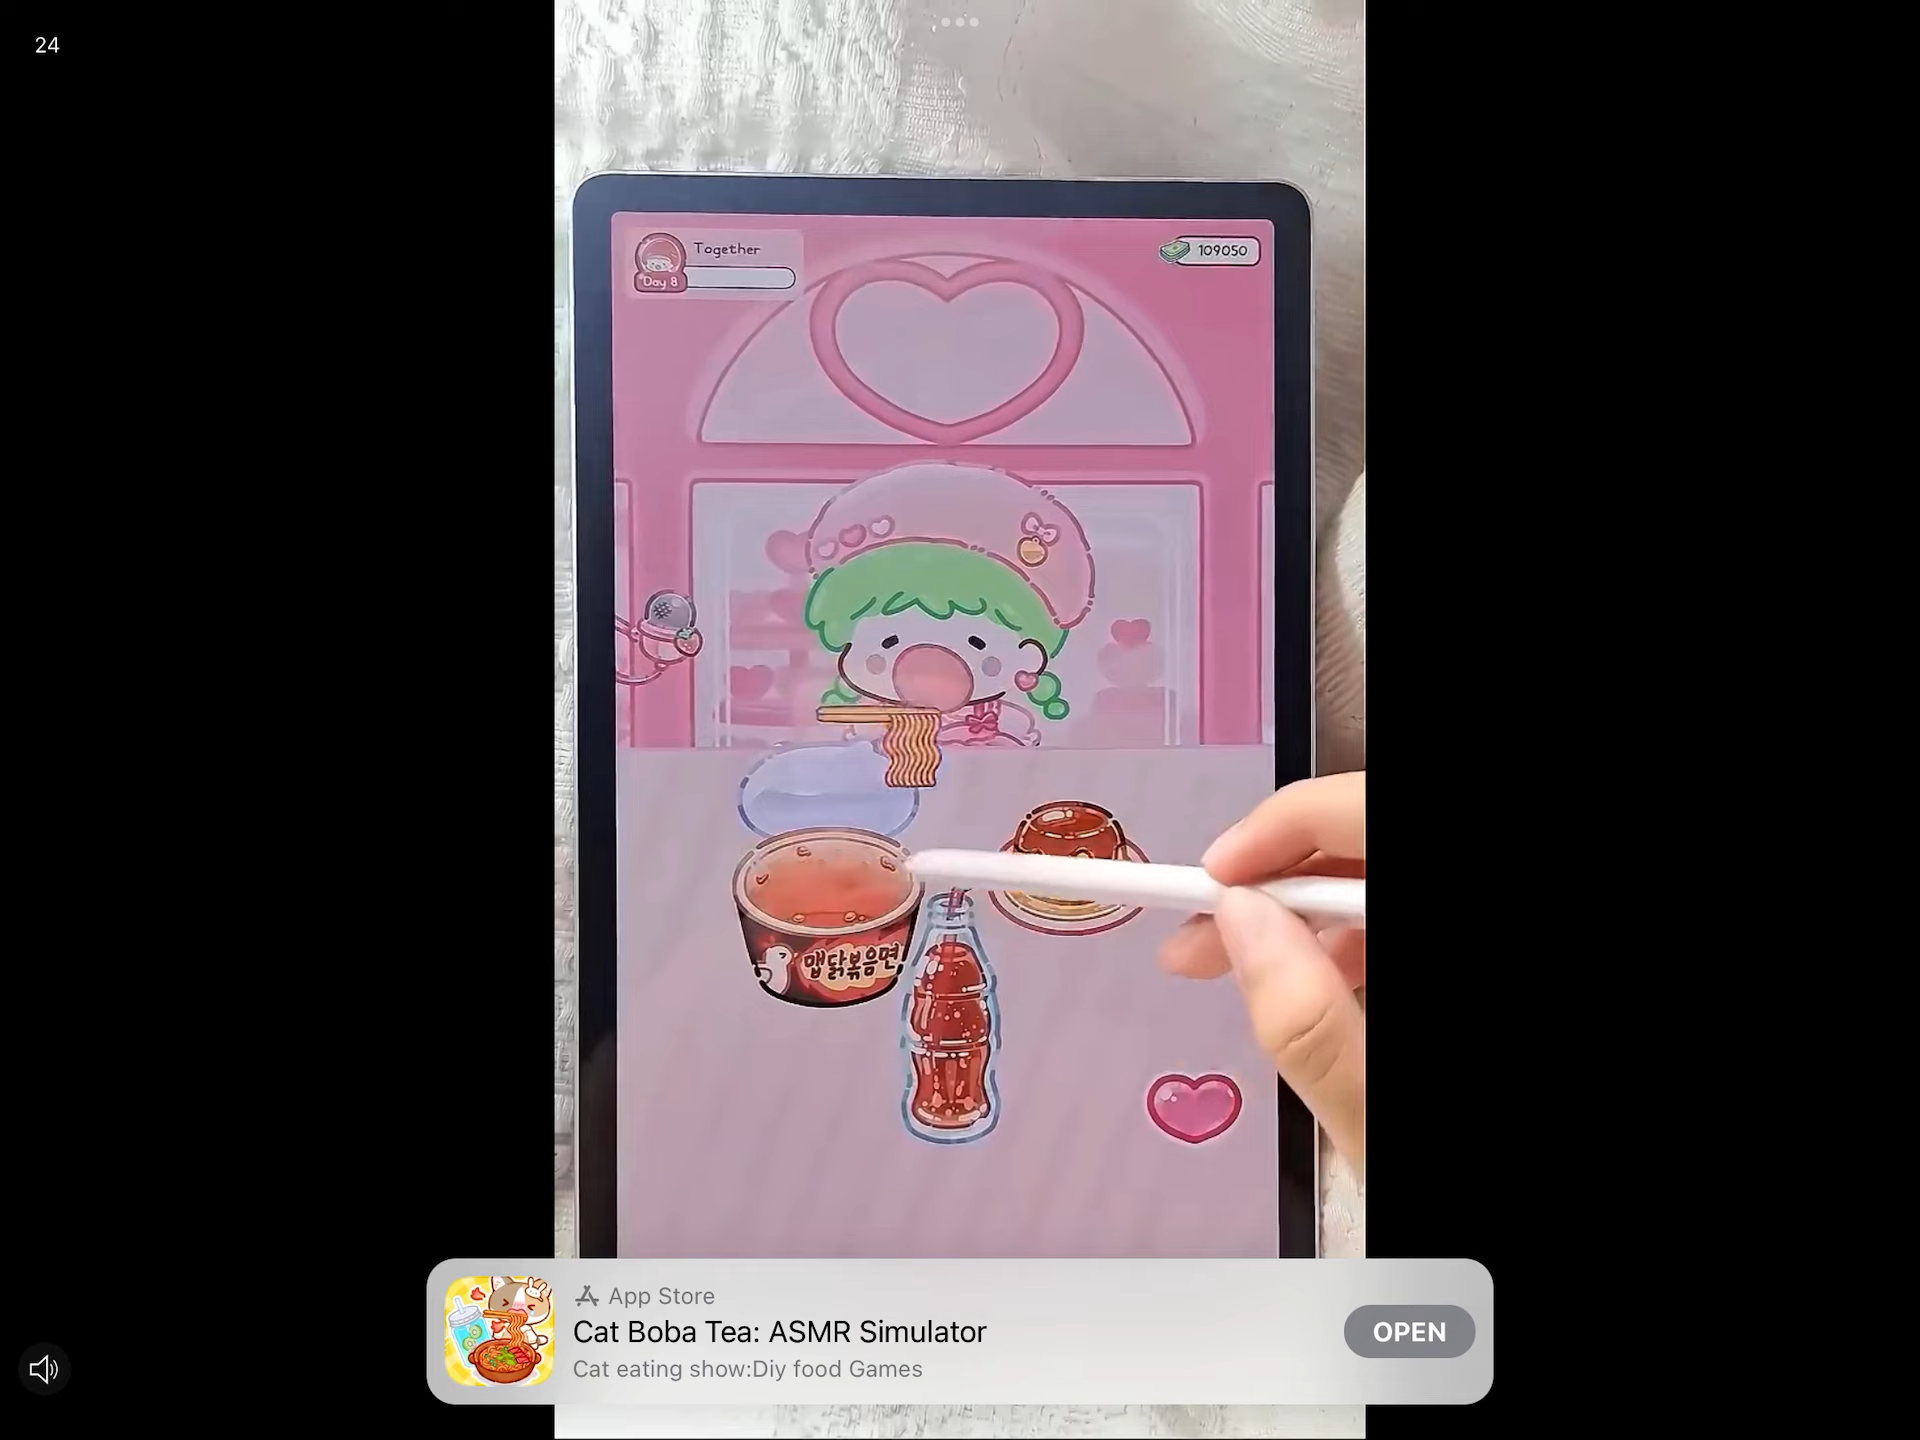 24
Together
Day 8
109050
맵닭볶음면
App Store
Cat Boba Tea: ASMR Simulator
Cat eating show:Diy food Games
OPEN